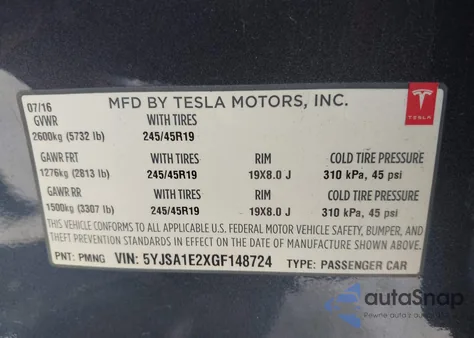 07/16 MFD BY TESLA MOTORS, INC.
GVWR WITH TIRES
2600kg (5732 lb) 245/45R19
TESLA
GAWR FRT WITH TIRES RIM COLD TIRE PRESSURE
1276kg (2813 lb) 245/45R19 19X8.0 J 310 kPa, 45 psi
GAWR RR WITH TIRES RIM COLD TIRE PRESSURE
1500kg (3307 lb) 245/45R19 19X8.0 J 310 kPa, 45 psi
THIS VEHICLE CONFORMS TO ALL APPLICABLE U.S. FEDERAL MOTOR VEHICLE SAFETY, BUMPER, AND
THEFT PREVENTION STANDARDS IN EFFECT ON THE DATE OF MANUFACTURE SHOWN ABOVE.
PNT: PMNG VIN: 5YJSA1E2XGF148724 TYPE: PASSENGER CAR
autoSnap